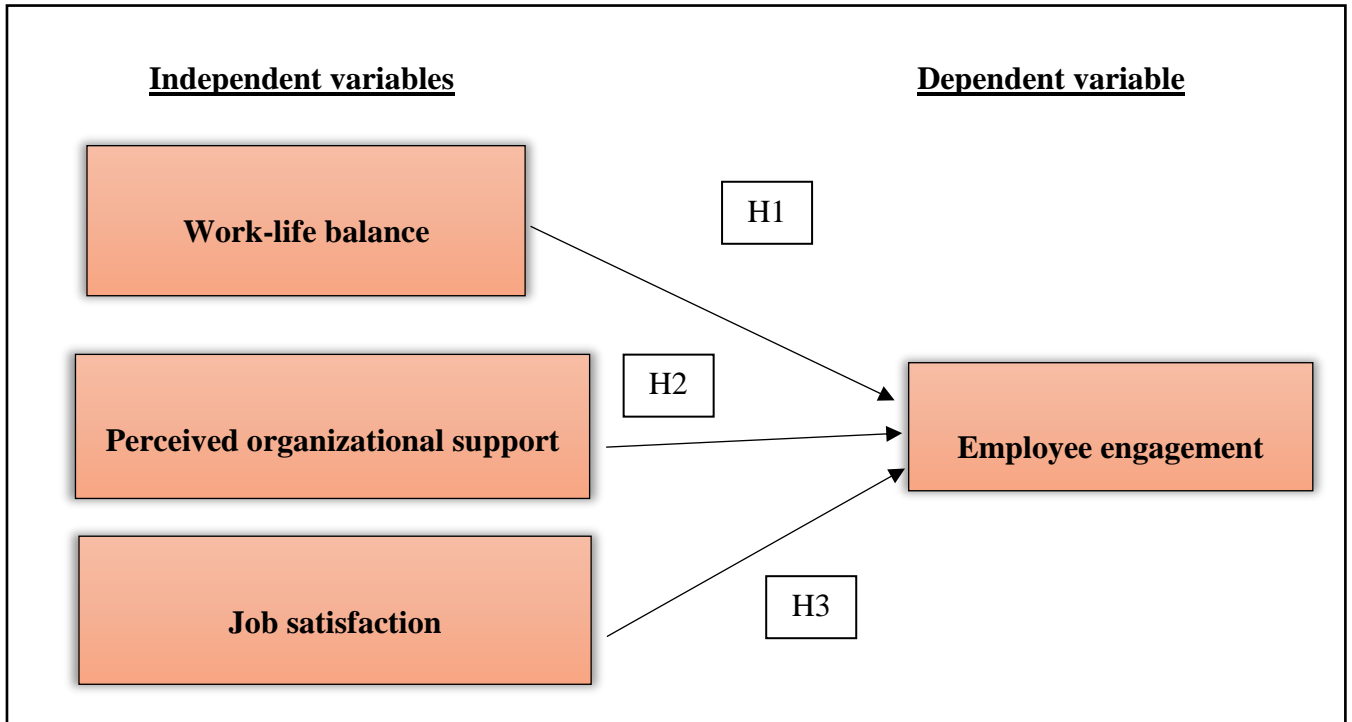 Independent variables
Dependent variable
Work-life balance
H1
Perceived organizational support
H2
Employee engagement
Job satisfaction
H3